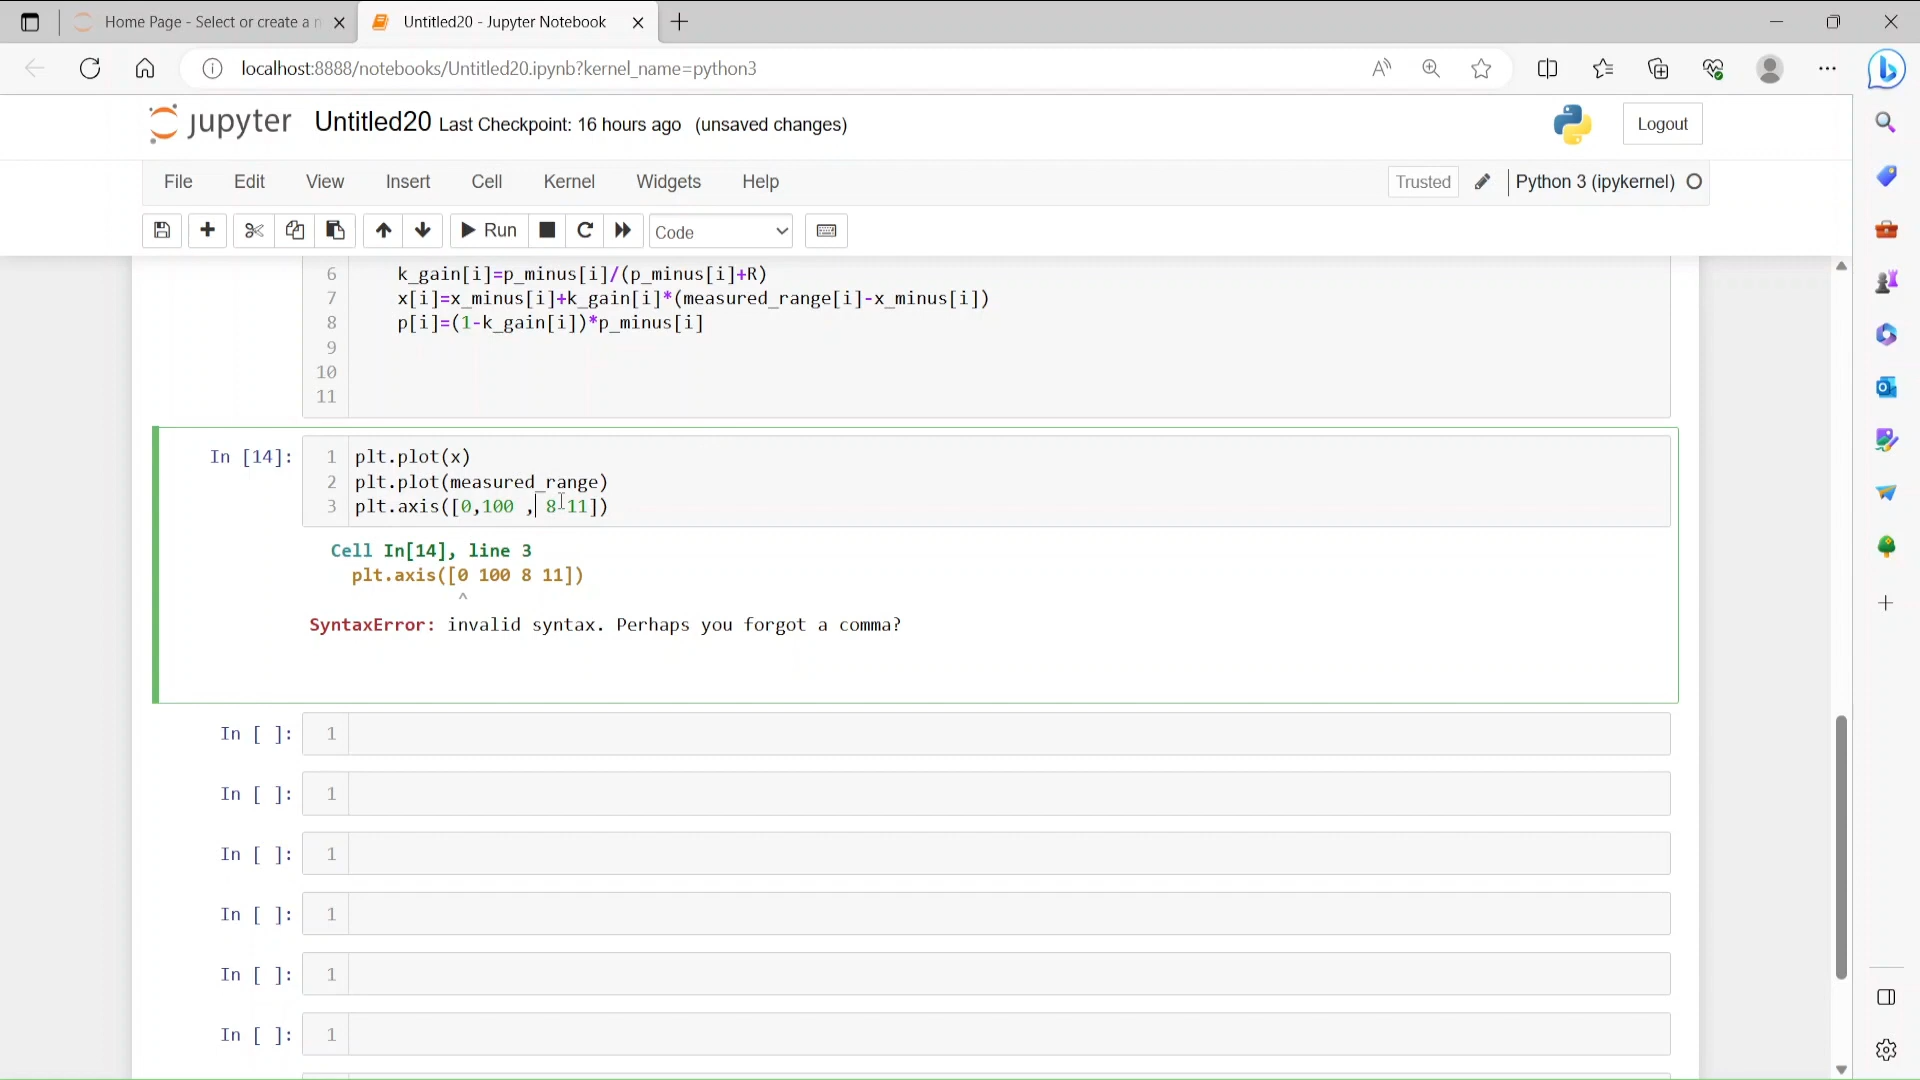 Home Page - Select or create a n
Untitled20 - Jupyter Notebook
localhost:8888/notebooks/Untitled20.ipynb?kernel_name=python3
jupyter Untitled20 Last Checkpoint: 16 hours ago (unsaved changes)
Logout
File Edit View Insert Cell Kernel Widgets Help
Trusted Python 3 (ipykernel)
Run Code
6 k_gain[i]=p_minus[i]/(p_minus[i]+R)
7 x[i]=x_minus[i]+k_gain[i]*(measured_range[i]-x_minus[i])
8 p[i]=(1-k_gain[i])*p_minus[i]
9
10
11
In [14]: 1 plt.plot(x)
2 plt.plot(measured_range)
3 plt.axis([0,100 , 8 11])
Cell In[14], line 3
plt.axis([0 100 8 11])
^
SyntaxError: invalid syntax. Perhaps you forgot a comma?
In [ ]: 1
In [ ]: 1
In [ ]: 1
In [ ]: 1
In [ ]: 1
In [ ]: 1